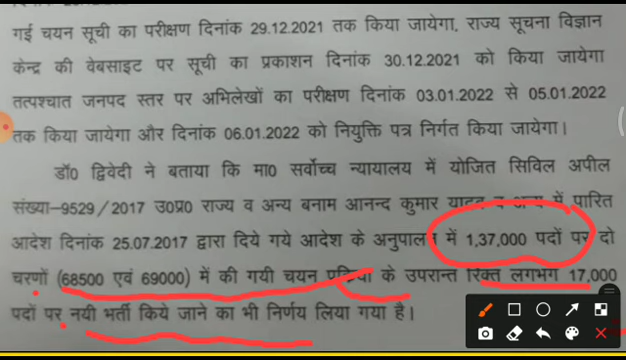 गई चयन सूची का परीक्षण दिनांक 29.12.2021 तक किया जायेगा, राज्य सूचना विज्ञान
केन्द्र की वेबसाइट पर सूची का प्रकाशन दिनांक 30.12.2021 को किया जायेगा
तत्पश्चात जनपद स्तर पर अभिलेखों का परीक्षण दिनांक 03.01.2022 से 05.01.2022
तक किया जायेगा और दिनांक 06.01.2022 को नियुक्ति पत्र निर्गत किया जायेगा।
डॉ0 द्विवेदी ने बताया कि मा0 सर्वोच्च न्यायालय में योजित सिविल अपील
संख्या-9529/2017 उ0प्र0 राज्य व अन्य बनाम आनन्द कुमार यादव व अन्य में पारित
आदेश दिनांक 25.07.2017 द्वारा दिये गये आदेश के अनुपालन में 1,37,000 पदों पर दो
चरणों (68500 एवं 69000) में की गयी चयन प्रक्रिया के उपरान्त रिक्त लगभग 17,000
पदों पर नयी भर्ती किये जाने का भी निर्णय लिया गया है।